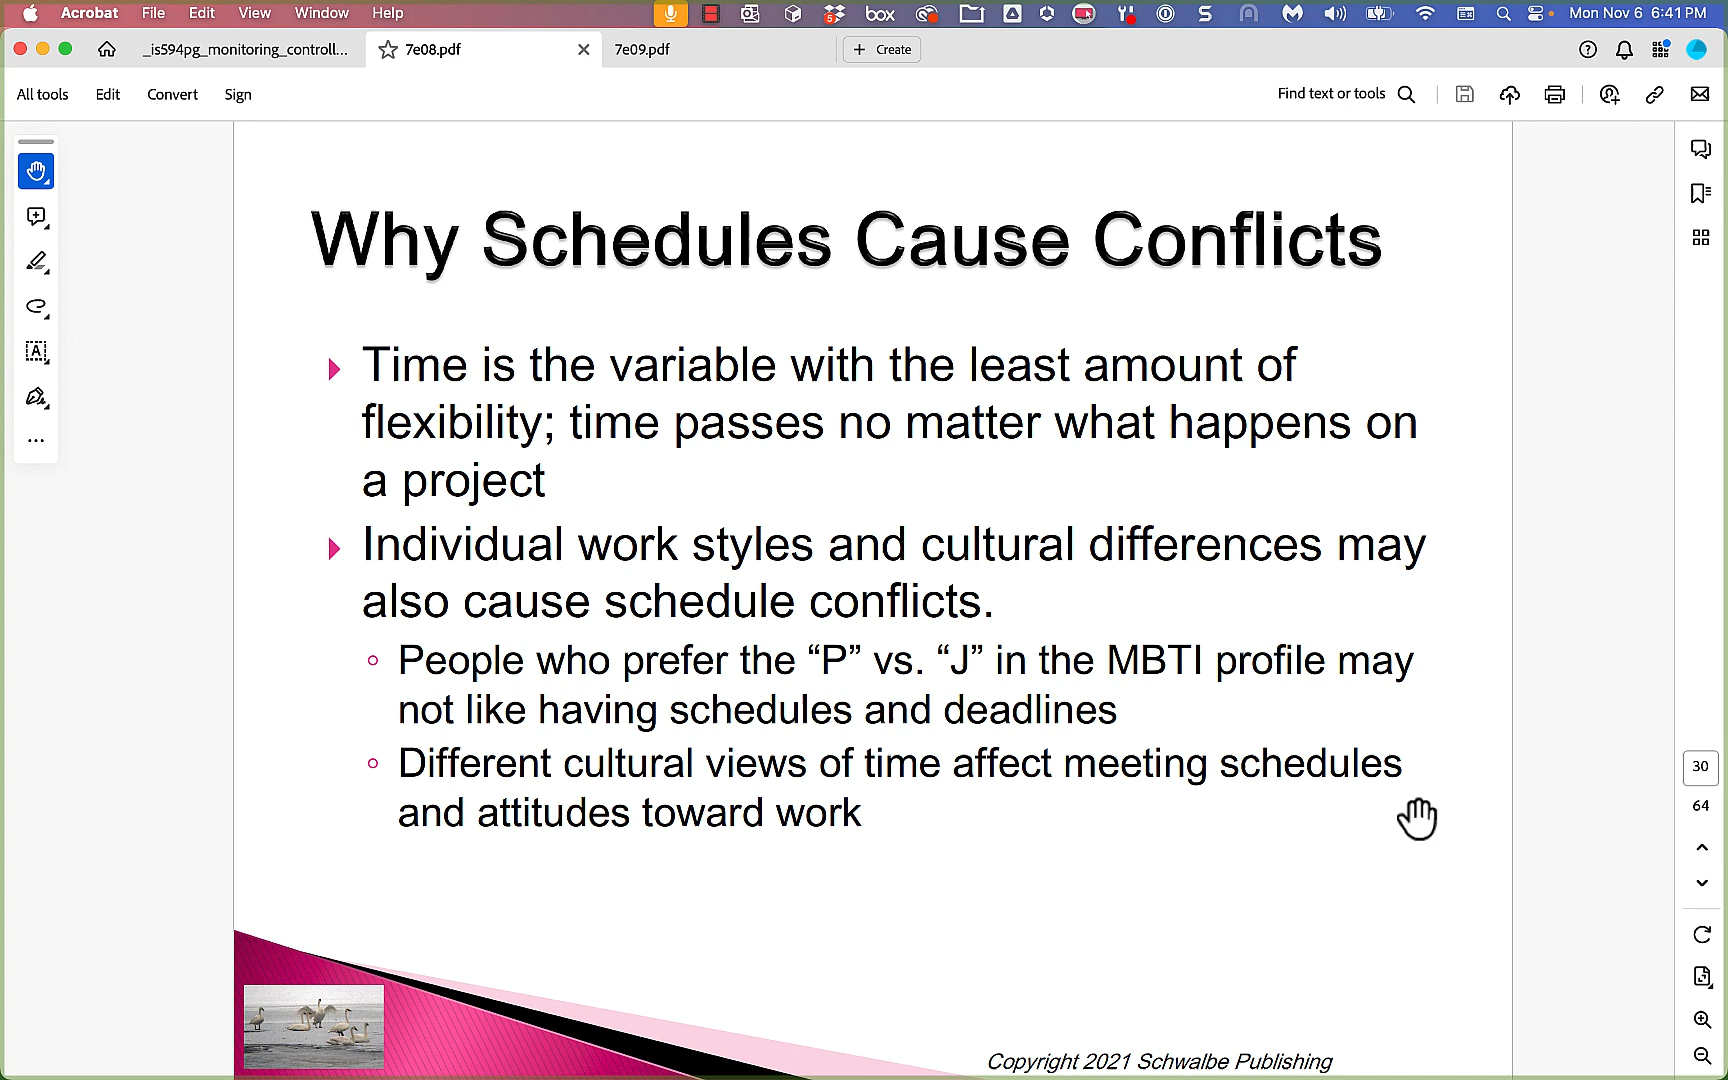 Acrobat File Edit View Window Help 5 box S Mon Nov 6 6:41 PM
_is594pg_monitoring_controll... 7e08.pdf 7e09.pdf + Create
All tools Edit Convert Sign Find text or tools
Why Schedules Cause Conflicts
Time is the variable with the least amount of
flexibility; time passes no matter what happens on
a project
Individual work styles and cultural differences may
also cause schedule conflicts.
People who prefer the “P” vs. “J” in the MBTI profile may
not like having schedules and deadlines
Different cultural views of time affect meeting schedules
and attitudes toward work
30
64
Copyright 2021 Schwalbe Publishing